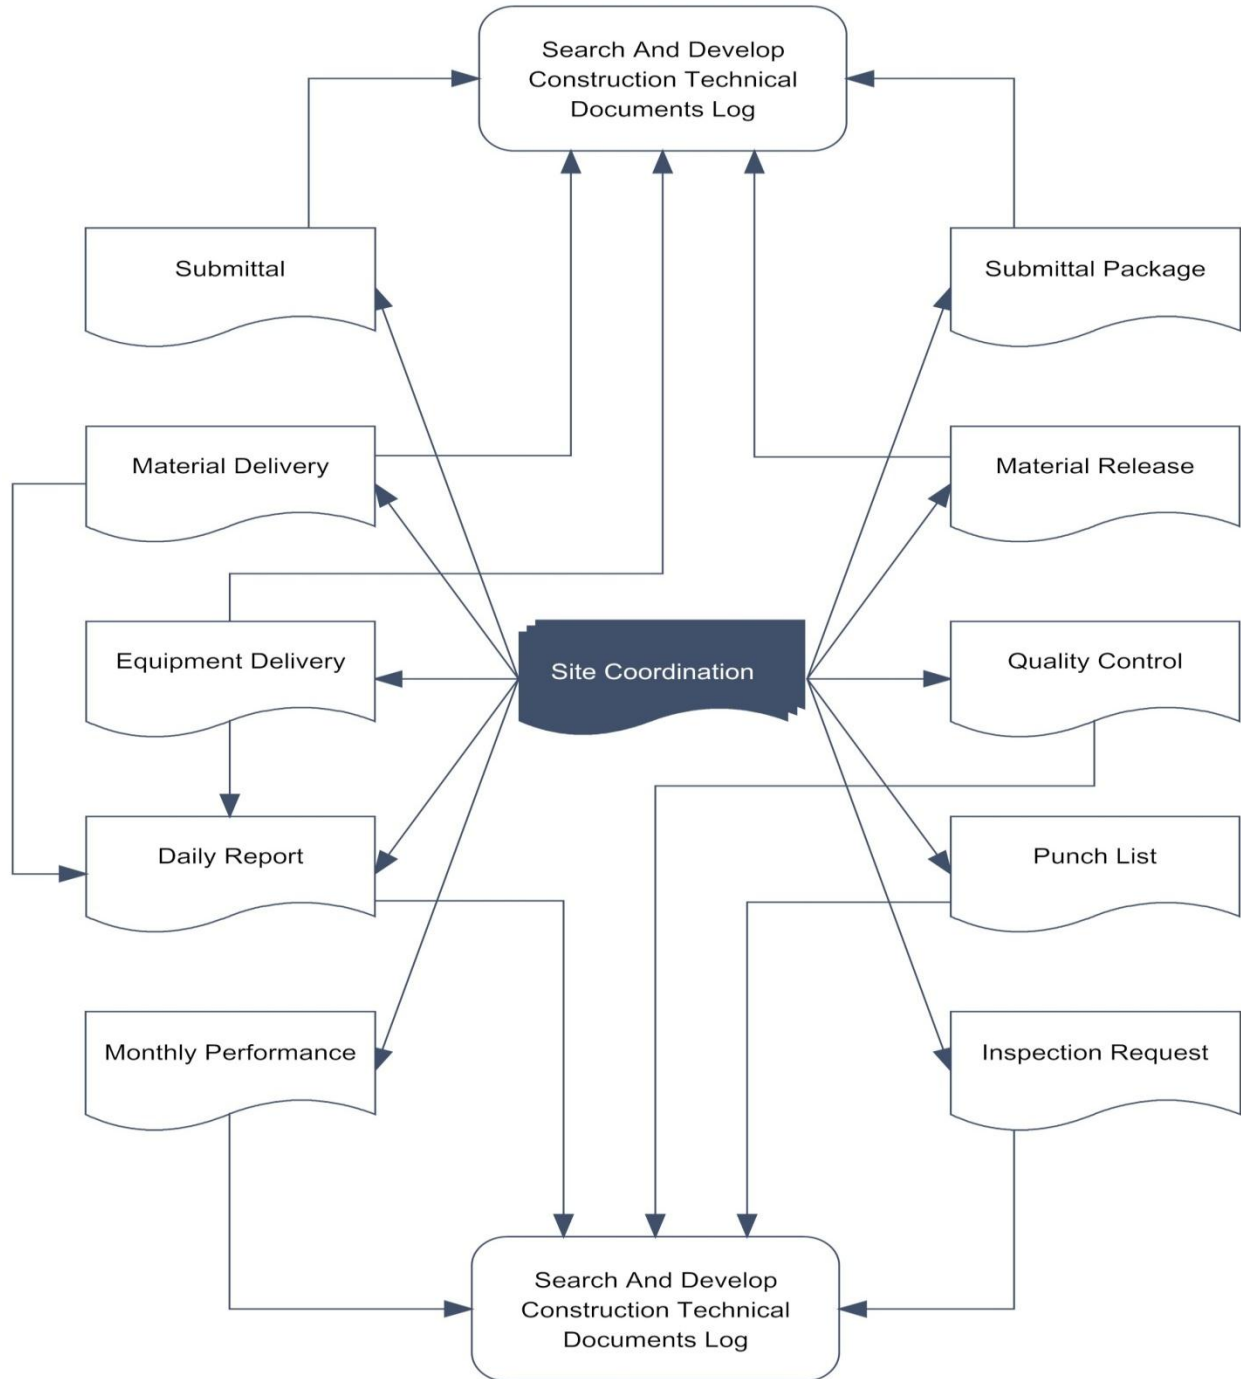 Search And Develop
Construction Technical
Documents Log
Submittal
Submittal Package
Material Delivery
Material Release
Equipment Delivery
Site Coordination
Quality Control
Daily Report
Punch List
Monthly Performance
Inspection Request
Search And Develop
Construction Technical
Documents Log